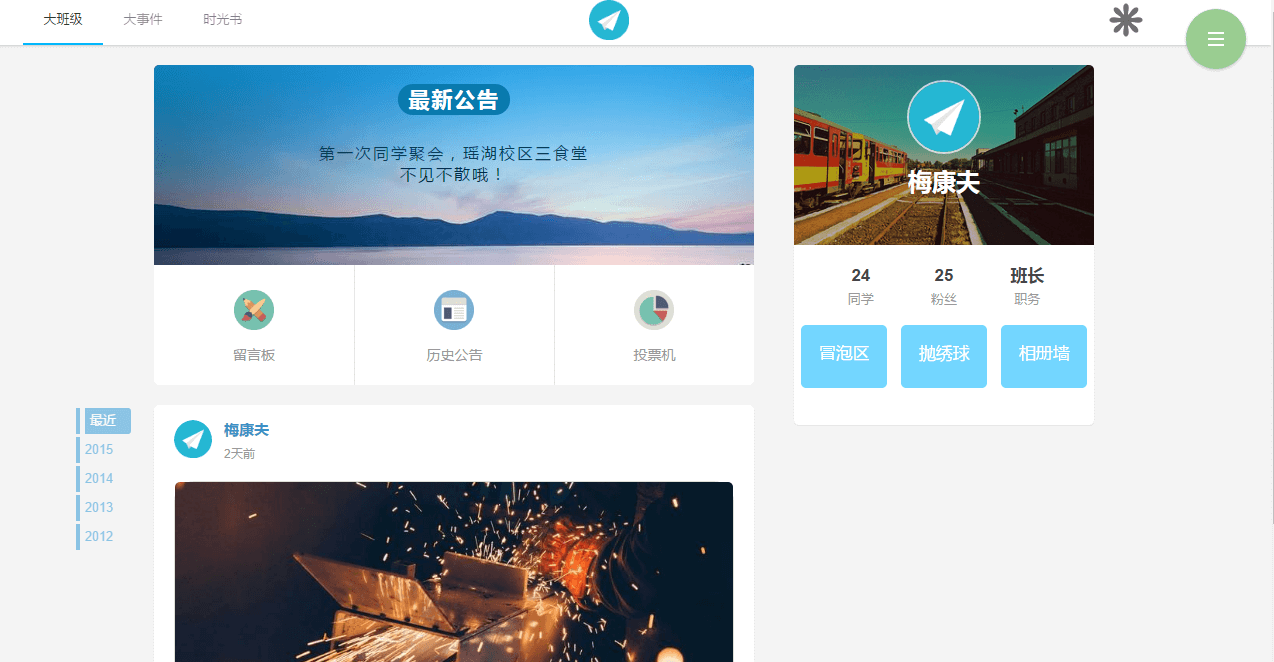 大班级
大事件
时光书
最新公告
第一次同学聚会，瑶湖校区三食堂
不见不散哦！
留言板
历史公告
投票机
梅康夫
24
25
班长
同学
粉丝
职务
冒泡区
抛绣球
相册墙
最近
2015
2014
2013
2012
梅康夫
2天前